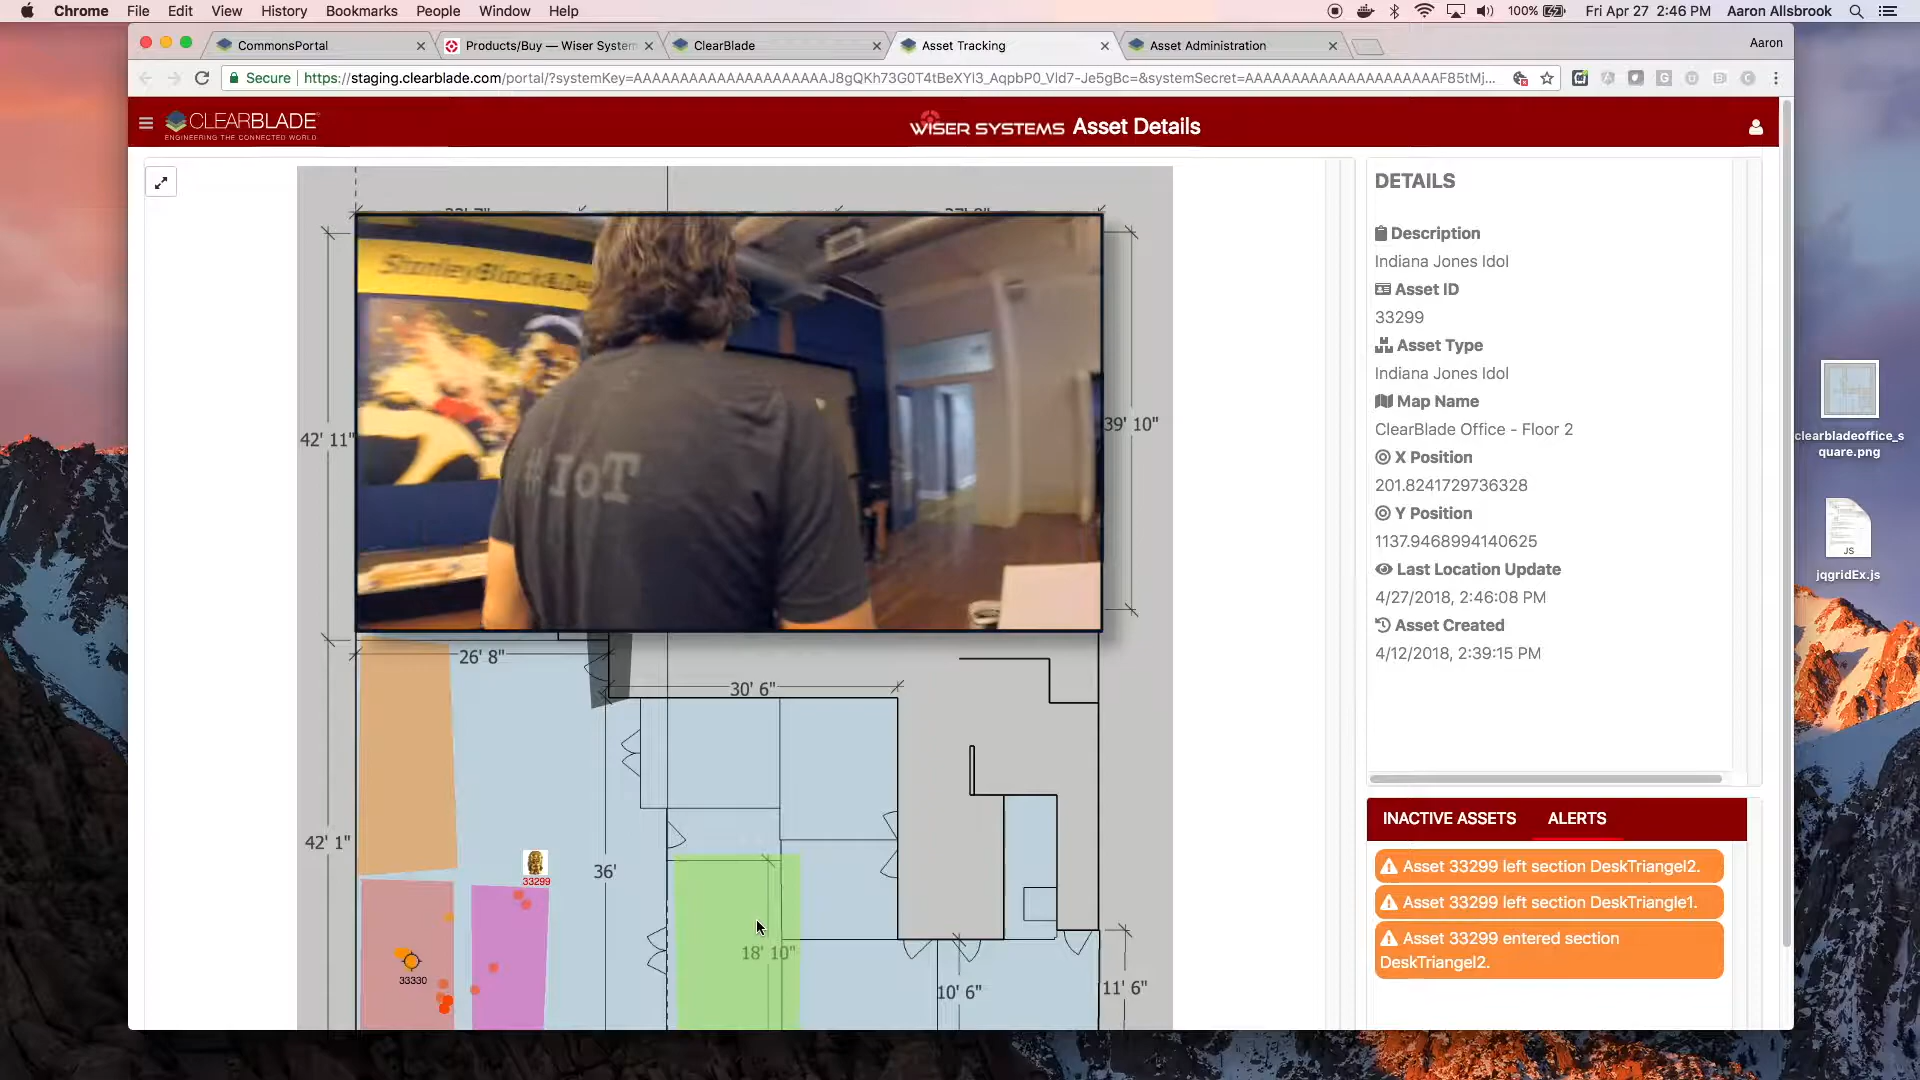 Chrome File Edit View History Bookmarks People Window Help 100% Fri Apr 27 2:46 PM Aaron Allsbrook
CommonsPortal Products/Buy — Wiser System ClearBlade Asset Tracking Asset Administration Aaron
Secure https://staging.clearblade.com/portal/?systemKey=
CLEARBLADE
ENGINEERING THE CONNECTED WORLD
WISER SYSTEMS Asset Details
#IoT
42' 11"
39' 10"
26' 8"
30' 6"
42' 1"
36'
33299
33330
18' 10"
10' 6"
11' 6"
DETAILS
Description
Indiana Jones Idol
Asset ID
33299
Asset Type
Indiana Jones Idol
Map Name
ClearBlade Office - Floor 2
X Position
201.8241729736328
Y Position
1137.9468994140625
Last Location Update
4/27/2018, 2:46:08 PM
Asset Created
4/12/2018, 2:39:15 PM
INACTIVE ASSETS ALERTS
Asset 33299 left section DeskTriangel2.
Asset 33299 left section DeskTriangle1.
Asset 33299 entered section
DeskTriangel2.
clearbladeoffice_s
quare.png
JS
jqgridEx.js